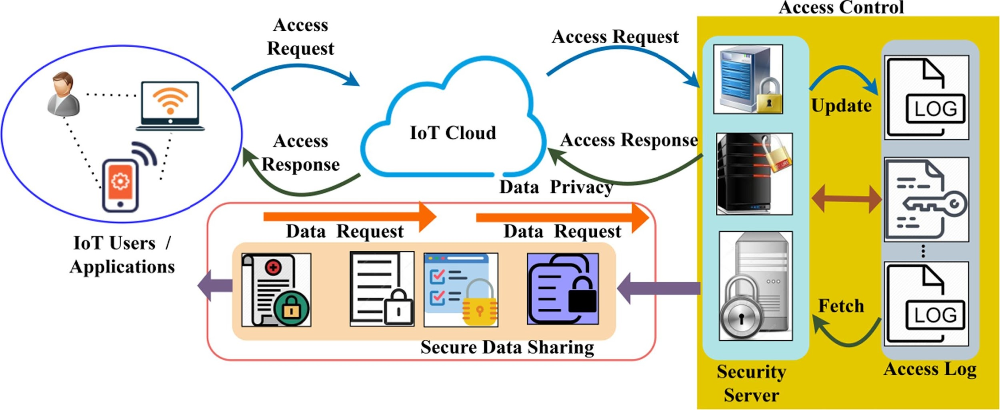 Access Control
Access
Request
Access Request
Update
LOG
IoT Cloud
Access
Response
Access Response
Data Privacy
Data Request
Data Request
IoT Users /
Applications
Fetch
LOG
Secure Data Sharing
Security
Server
Access Log